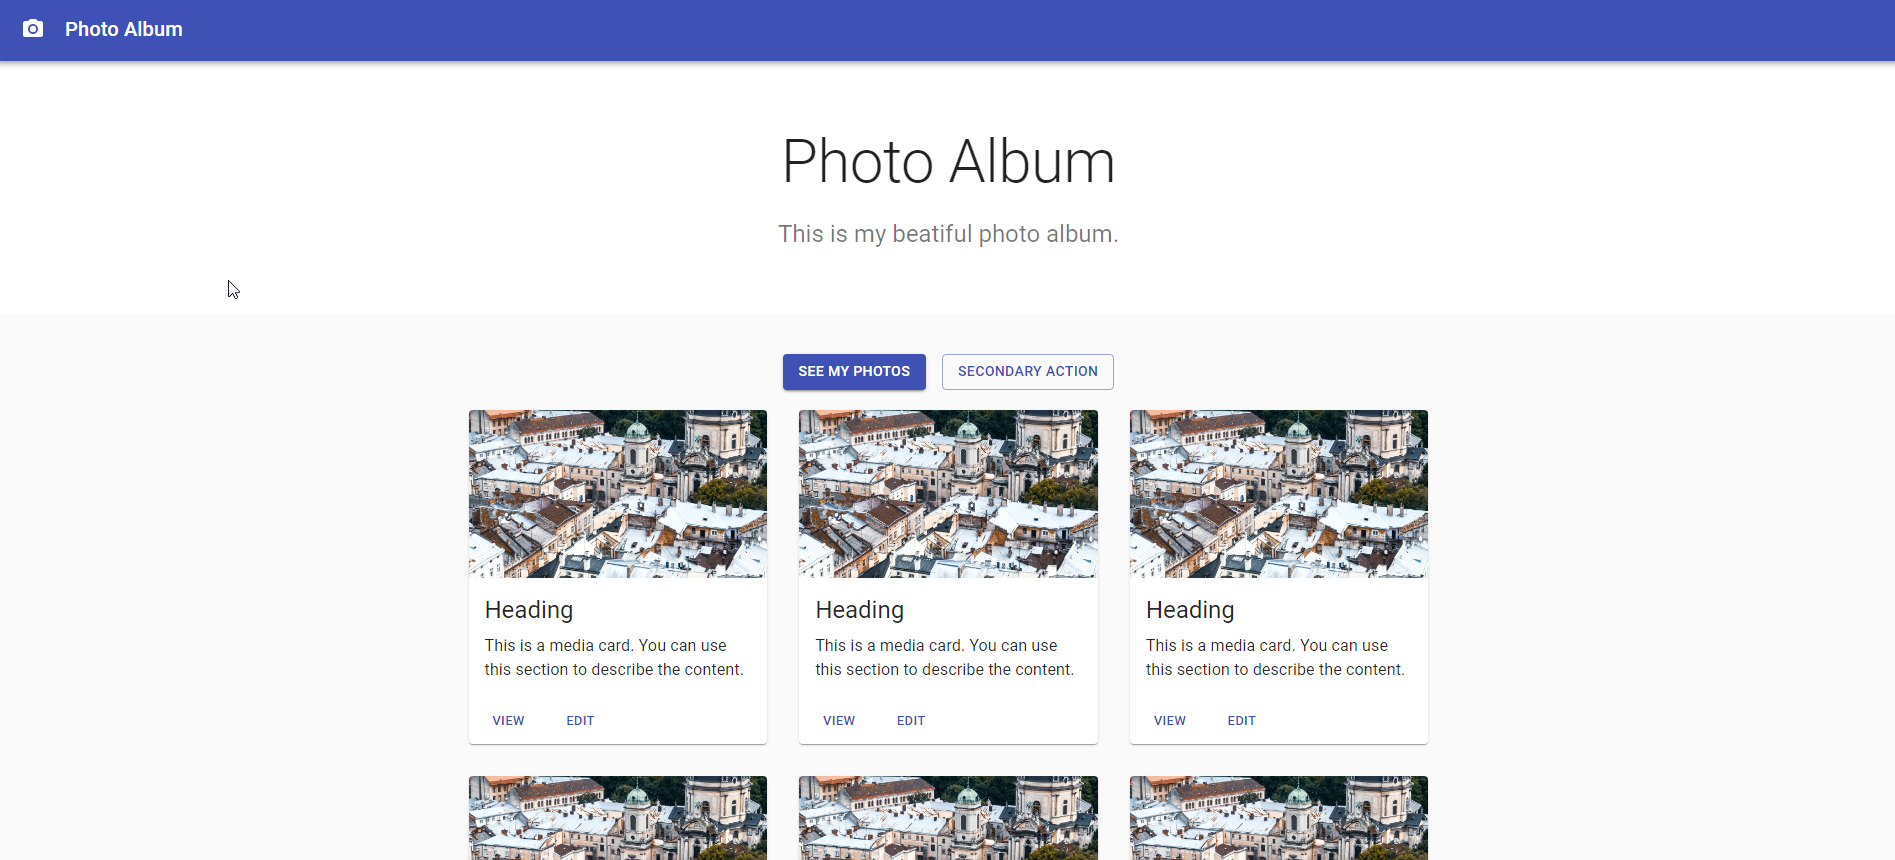 Photo Album
Photo Album
This is my beatiful photo album.
SEE MY PHOTOS
SECONDARY ACTION
Heading
This is a media card. You can use
this section to describe the content.
VIEW
EDIT
Heading
This is a media card. You can use
this section to describe the content.
VIEW
EDIT
Heading
This is a media card. You can use
this section to describe the content.
VIEW
EDIT